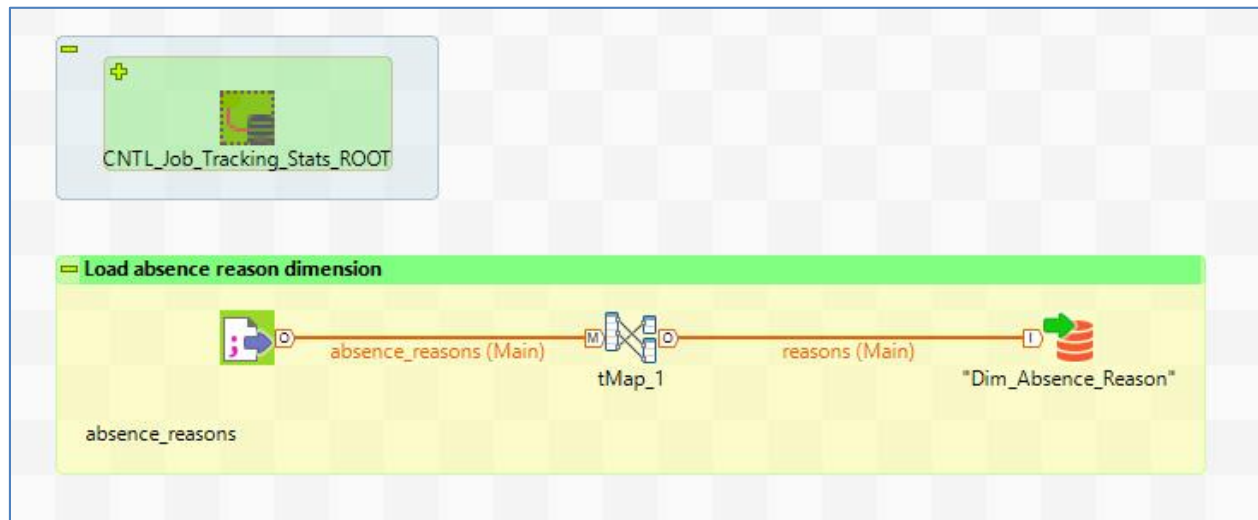 CNTL_Job_Tracking_Stats_ROOT
Load absence reason dimension
O
absence_reasons (Main)
M
O
reasons (Main)
I
tMap_1
"Dim_Absence_Reason"
absence_reasons